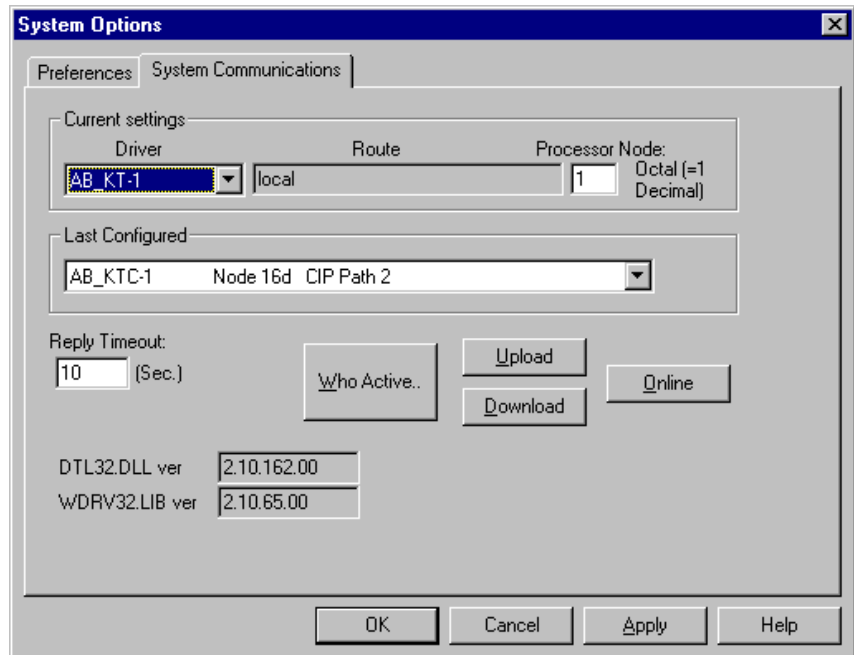 System Options
Preferences
System Communications
Current settings
Driver
Route
Processor Node:
AB_KT-1
local
1
Octal (=1
Decimal)
Last Configured
AB_KTC-1 Node 16d CIP Path 2
Reply Timeout:
10 (Sec.)
Who Active..
Upload
Download
Online
DTL32.DLL ver 2.10.162.00
WDRV32.LIB ver 2.10.65.00
OK
Cancel
Apply
Help